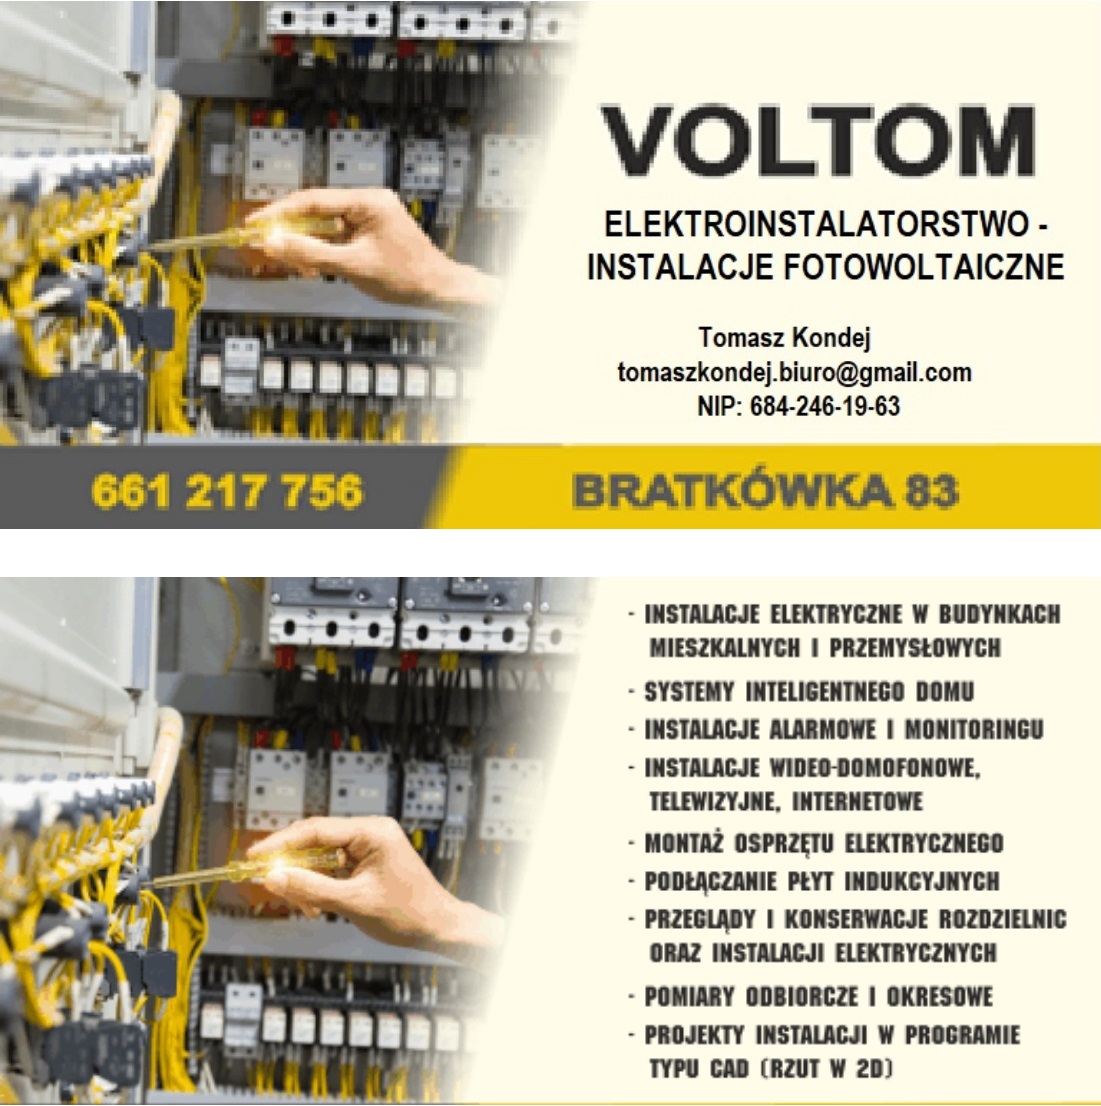 VOLTOM
ELEKTROINSTALATORSTWO -
INSTALACJE FOTOWOLTAICZNE
Tomasz Kondej
tomaszkondej.biuro@gmail.com
NIP: 684-246-19-63
661 217 756
BRATKÓWKA 83
- INSTALACJE ELEKTRYCZNE W BUDYNKACH
MIESZKALNYCH I PRZEMYSŁOWYCH
- SYSTEMY INTELIGENTNEGO DOMU
- INSTALACJE ALARMOWE I MONITORINGU
- INSTALACJE WIDEO-DOMOFONOWE,
TELEWIZYJNE, INTERNETOWE
- MONTAŻ OSPRZĘTU ELEKTRYCZNEGO
- PODŁĄCZANIE PŁYT INDUKCYJNYCH
- PRZEGLĄDY I KONSERWACJE ROZDZIELNIC
ORAZ INSTALACJI ELEKTRYCZNYCH
- POMIARY ODBIORCZE I OKRESOWE
- PROJEKTY INSTALACJI W PROGRAMIE
TYPU CAD (RZUT W 2D)